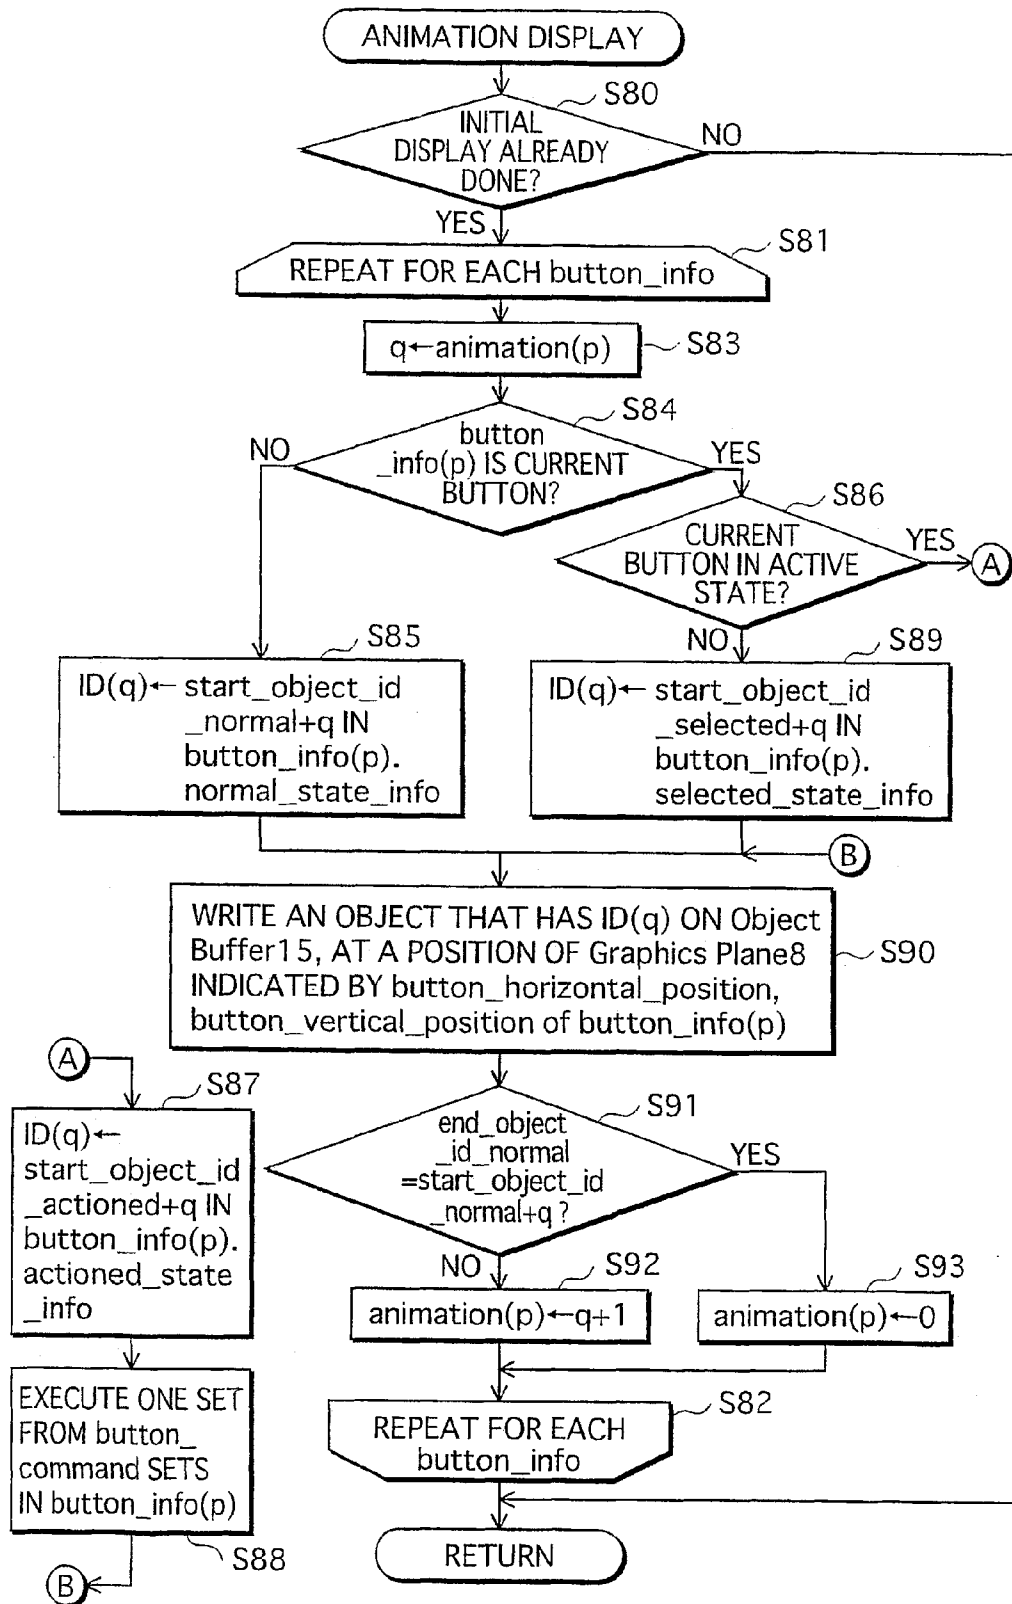 ANIMATION DISPLAY
S80
INITIAL
DISPLAY ALREADY
DONE?
NO
YES
S81
REPEAT FOR EACH button_info
q←animation(p)
S83
S84
button
_info(p) IS CURRENT
BUTTON?
NO
YES
S86
CURRENT
BUTTON IN ACTIVE
STATE?
YES
A
NO
S85
ID(q)← start_object_id
_normal+q IN
button_info(p).
normal_state_info
S89
ID(q)← start_object_id
_selected+q IN
button_info(p).
selected_state_info
B
WRITE AN OBJECT THAT HAS ID(q) ON Object
Buffer15, AT A POSITION OF Graphics Plane8
INDICATED BY button_horizontal_position,
button_vertical_position of button_info(p)
S90
A
S87
ID(q)←
start_object_id
_actioned+q IN
button_info(p).
actioned_state
_info
EXECUTE ONE SET
FROM button_
command SETS
IN button_info(p)
S88
B
S91
end_object
_id_normal
=start_object_id
_normal+q ?
YES
NO
S92
animation(p)←q+1
S93
animation(p)←0
S82
REPEAT FOR EACH
button_info
RETURN